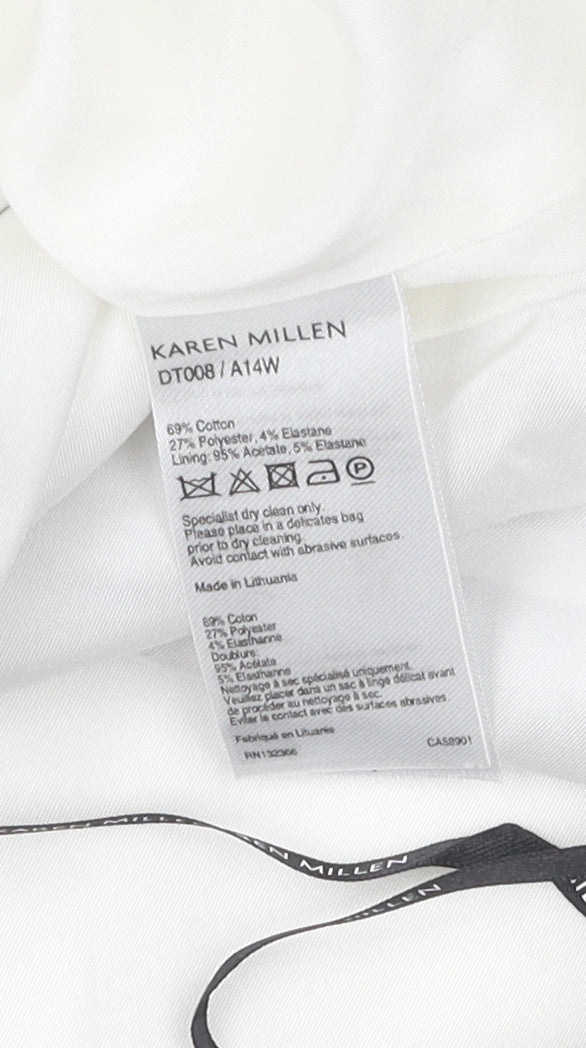 KAREN MILLEN
DT008 / A14W
69% Cotton
27% Polyester, 4% Elastane
Lining: 95% Acetate, 5% Elastane
P
Specialist dry clean only.
Please place in a delicates bag
prior to dry cleaning.
Avoid contact with abrasive surfaces.
Made in Lithuania
69% Coton
27% Polyester
4% Elasthanne
Doublure:
95% Acétate
5% Elasthanne
Nettoyage à sec spécialisé uniquement.
Veuillez placer dans un sac à linge délicat avant
de procéder au nettoyage à sec.
Eviter le contact avec des surfaces abrasives.
Fabriqué en Lituanie
RN132366
CA58901
KAREN MILLEN
EN MILLEN
LLEN